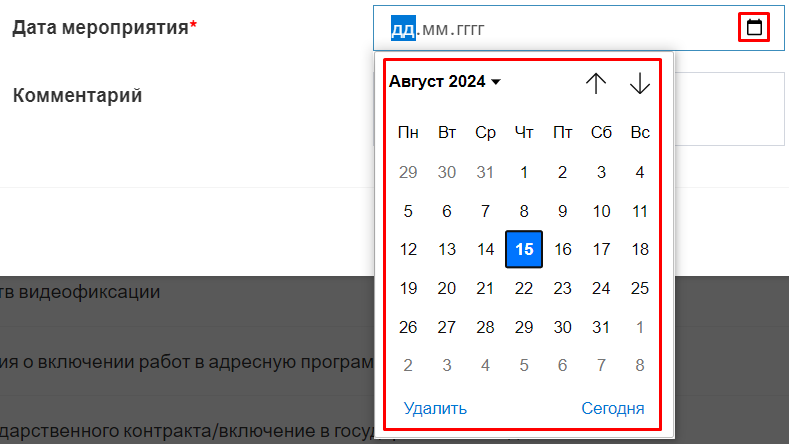 Дата мероприятия*
дд.мм.гггг
Комментарий
Август 2024
Пн Вт Ср Чт Пт Сб Вс
29 30 31 1 2 3 4
5 6 7 8 9 10 11
12 13 14 15 16 17 18
19 20 21 22 23 24 25
26 27 28 29 30 31 1
2 3 4 5 6 7 8
Удалить Сегодня
тв видеофиксации
ия о включении работ в адресную програм
дарственного контракта/включение в госу